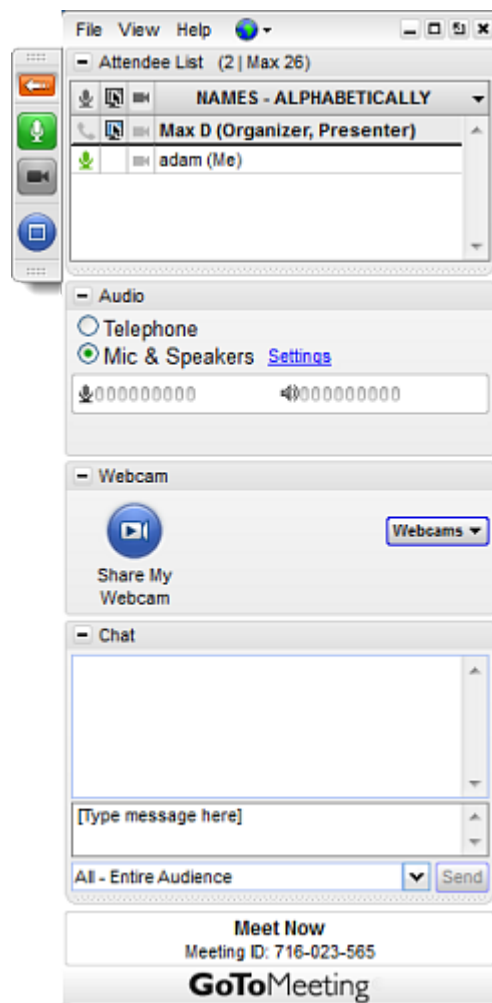 File View Help
Attendee List (2 | Max 26)
NAMES - ALPHABETICALLY
Max D (Organizer, Presenter)
adam (Me)
Audio
Telephone
Mic & Speakers Settings
Webcam
Webcams
Share My
Webcam
Chat
[Type message here]
All - Entire Audience Send
Meet Now
Meeting ID: 716-023-565
GoToMeeting